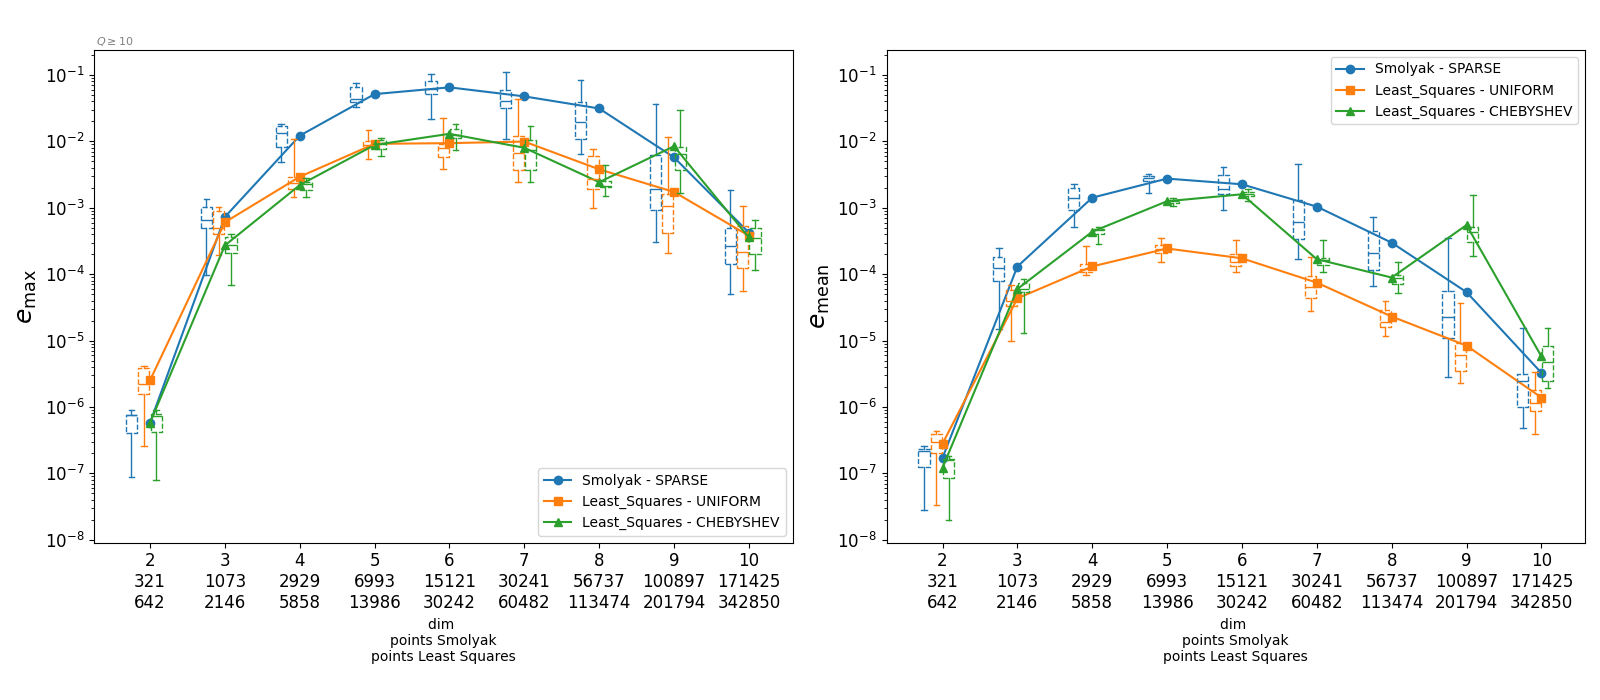 Q ≥ 10
10⁻¹
10⁻²
10⁻³
10⁻⁴
10⁻⁵
10⁻⁶
10⁻⁷
10⁻⁸
e_max
Smolyak - SPARSE
Least_Squares - UNIFORM
Least_Squares - CHEBYSHEV
2 3 4 5 6 7 8 9 10
321 1073 2929 6993 15121 30241 56737 100897 171425
642 2146 5858 13986 30242 60482 113474 201794 342850
dim
points Smolyak
points Least Squares
10⁻¹
10⁻²
10⁻³
10⁻⁴
10⁻⁵
10⁻⁶
10⁻⁷
10⁻⁸
e_mean
Smolyak - SPARSE
Least_Squares - UNIFORM
Least_Squares - CHEBYSHEV
2 3 4 5 6 7 8 9 10
321 1073 2929 6993 15121 30241 56737 100897 171425
642 2146 5858 13986 30242 60482 113474 201794 342850
dim
points Smolyak
points Least Squares